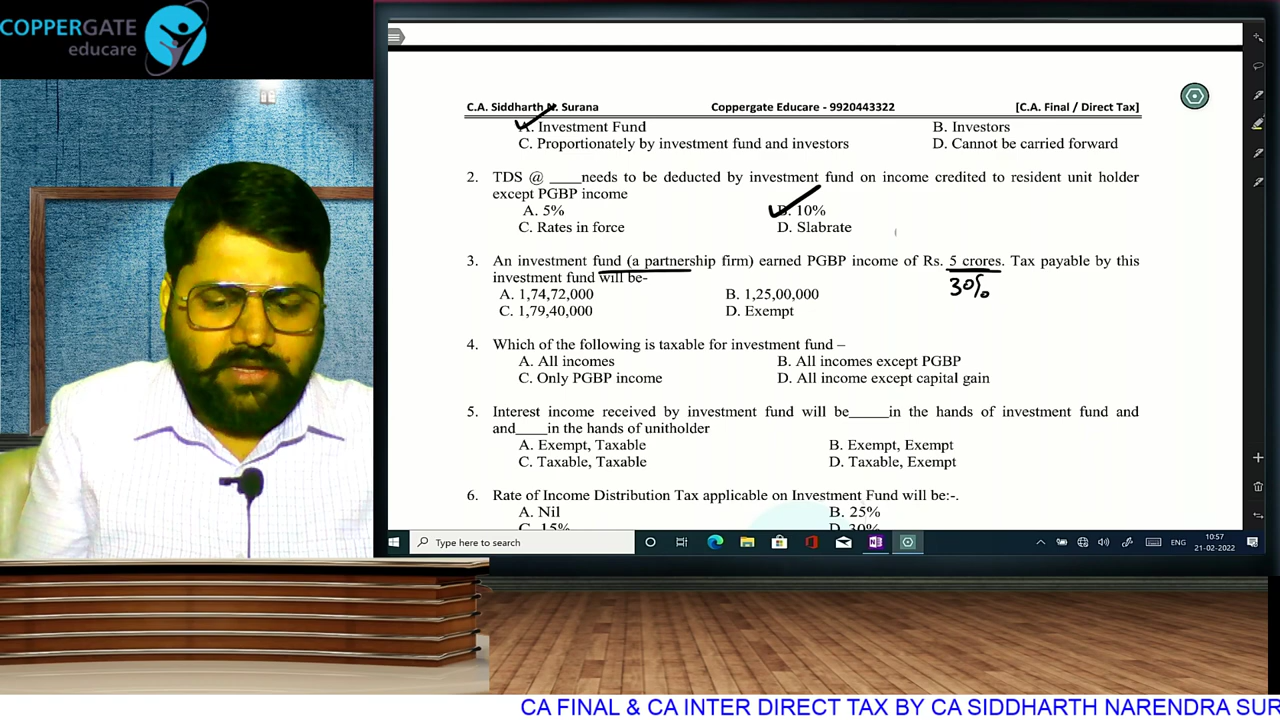 COPPERGATE
educare
C.A. Siddharth N. Surana Coppergate Educare - 9920443322 [C.A. Final / Direct Tax]
A. Investment Fund B. Investors
C. Proportionately by investment fund and investors D. Cannot be carried forward
2. TDS @ ____needs to be deducted by investment fund on income credited to resident unit holder
except PGBP income
A. 5% B. 10%
C. Rates in force D. Slabrate
3. An investment fund (a partnership firm) earned PGBP income of Rs. 5 crores. Tax payable by this
investment fund will be-
30%
A. 1,74,72,000 B. 1,25,00,000
C. 1,79,40,000 D. Exempt
4. Which of the following is taxable for investment fund –
A. All incomes B. All incomes except PGBP
C. Only PGBP income D. All income except capital gain
5. Interest income received by investment fund will be_____in the hands of investment fund and
and____in the hands of unitholder
A. Exempt, Taxable B. Exempt, Exempt
C. Taxable, Taxable D. Taxable, Exempt
6. Rate of Income Distribution Tax applicable on Investment Fund will be:-.
A. Nil B. 25%
C. 15% D. 30%
Type here to search
ENG
10:57
21-02-2022
CA FINAL & CA INTER DIRECT TAX BY CA SIDDHARTH NARENDRA SUR